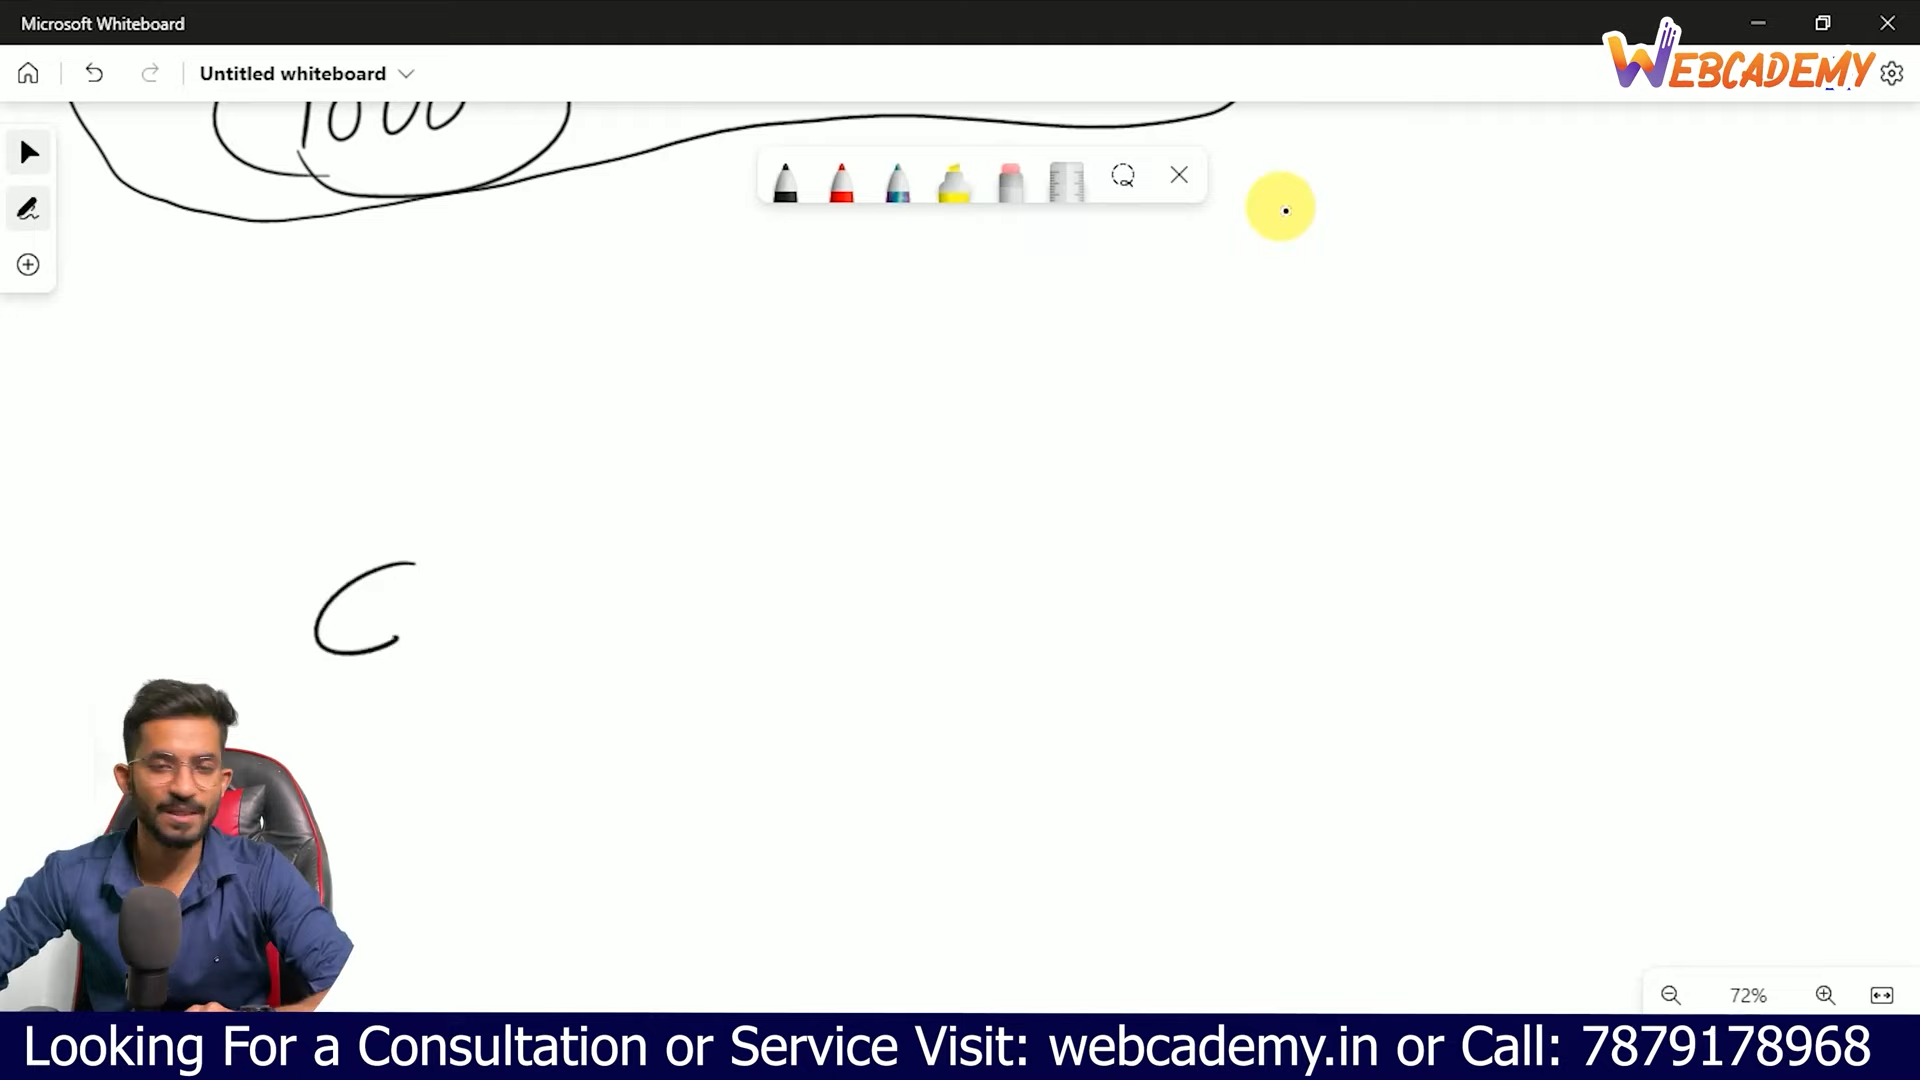 Microsoft Whiteboard
WEBCADEMY
Untitled whiteboard
1000
C
72%
Looking For a Consultation or Service Visit: webcademy.in or Call: 7879178968